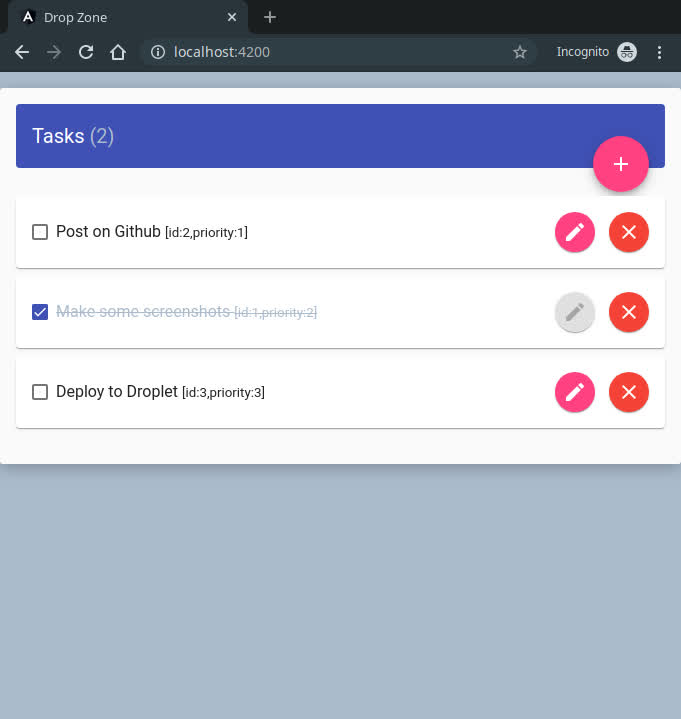 Drop Zone
localhost:4200
Incognito
Tasks (2)
Post on Github [id:2,priority:1]
Make some screenshots [id:1,priority:2]
Deploy to Droplet [id:3,priority:3]